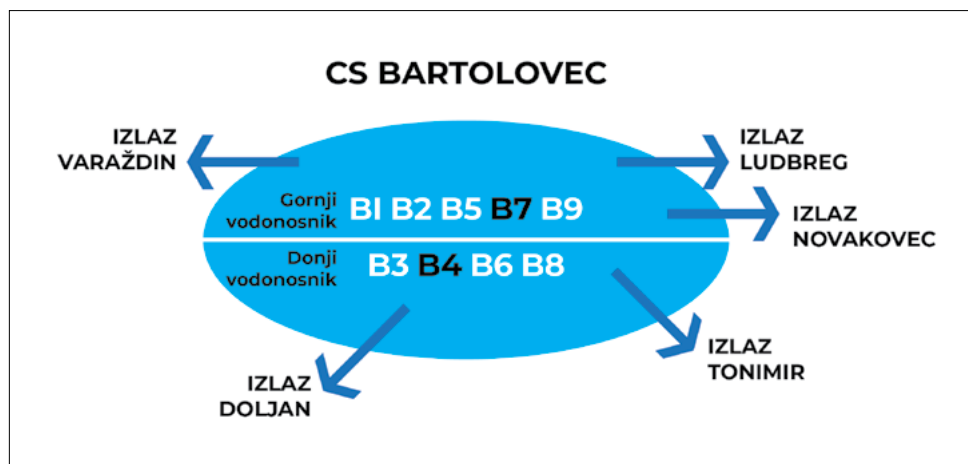 CS BARTOLOVEC
IZLAZ
VARAŽDIN
IZLAZ
LUDBREG
Gornji
vodonosnik
B1 B2 B5 B7 B9
IZLAZ
NOVAKOVEC
Donji
vodonosnik
B3 B4 B6 B8
IZLAZ
TONIMIR
IZLAZ
DOLJAN